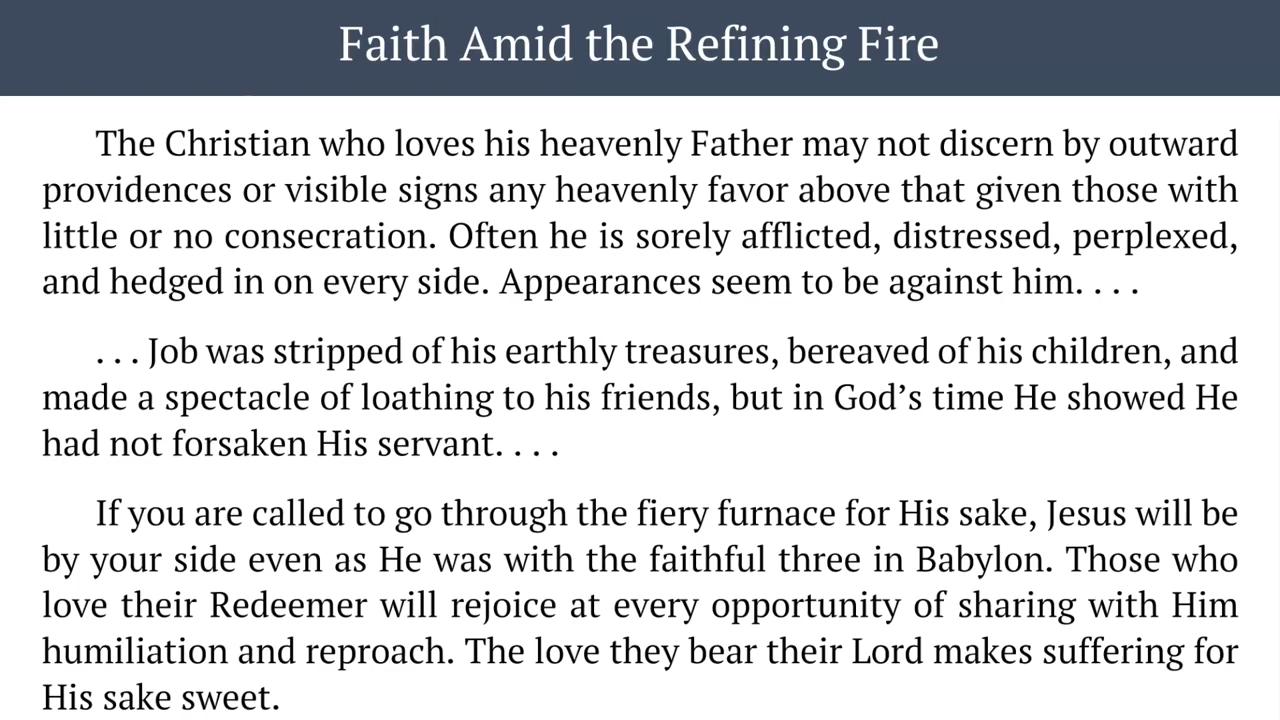 Faith Amid the Refining Fire
The Christian who loves his heavenly Father may not discern by outward
providences or visible signs any heavenly favor above that given those with
little or no consecration. Often he is sorely afflicted, distressed, perplexed,
and hedged in on every side. Appearances seem to be against him. . . .
. . . Job was stripped of his earthly treasures, bereaved of his children, and
made a spectacle of loathing to his friends, but in God’s time He showed He
had not forsaken His servant. . . .
If you are called to go through the fiery furnace for His sake, Jesus will be
by your side even as He was with the faithful three in Babylon. Those who
love their Redeemer will rejoice at every opportunity of sharing with Him
humiliation and reproach. The love they bear their Lord makes suffering for
His sake sweet.